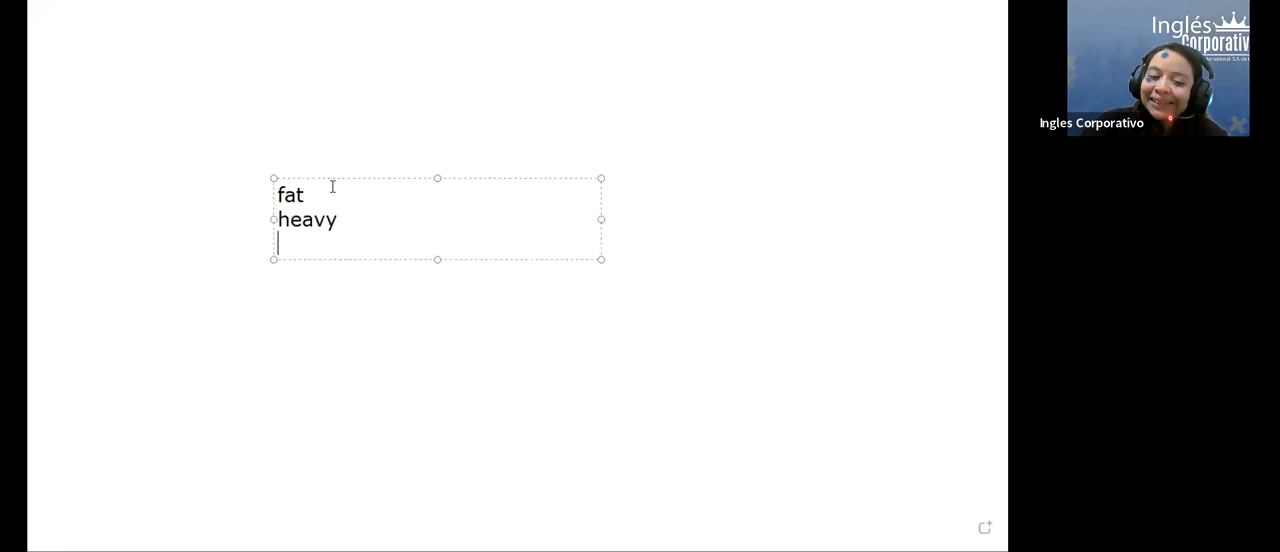 fat
heavy
Inglés
Corporativ
Ingles Corporativo